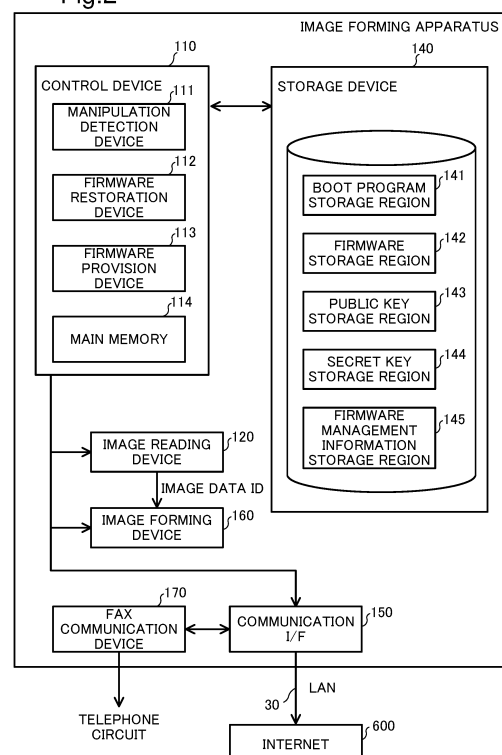 Fig.2
IMAGE FORMING APPARATUS
110
140
CONTROL DEVICE
STORAGE DEVICE
111
MANIPULATION
DETECTION
DEVICE
112
FIRMWARE
RESTORATION
DEVICE
113
FIRMWARE
PROVISION
DEVICE
114
MAIN MEMORY
141
BOOT PROGRAM
STORAGE REGION
142
FIRMWARE
STORAGE REGION
143
PUBLIC KEY
STORAGE REGION
144
SECRET KEY
STORAGE REGION
145
FIRMWARE
MANAGEMENT
INFORMATION
STORAGE REGION
120
IMAGE READING
DEVICE
IMAGE DATA ID
160
IMAGE FORMING
DEVICE
170
FAX
COMMUNICATION
DEVICE
150
COMMUNICATION
I/F
LAN
30
TELEPHONE
CIRCUIT
600
INTERNET